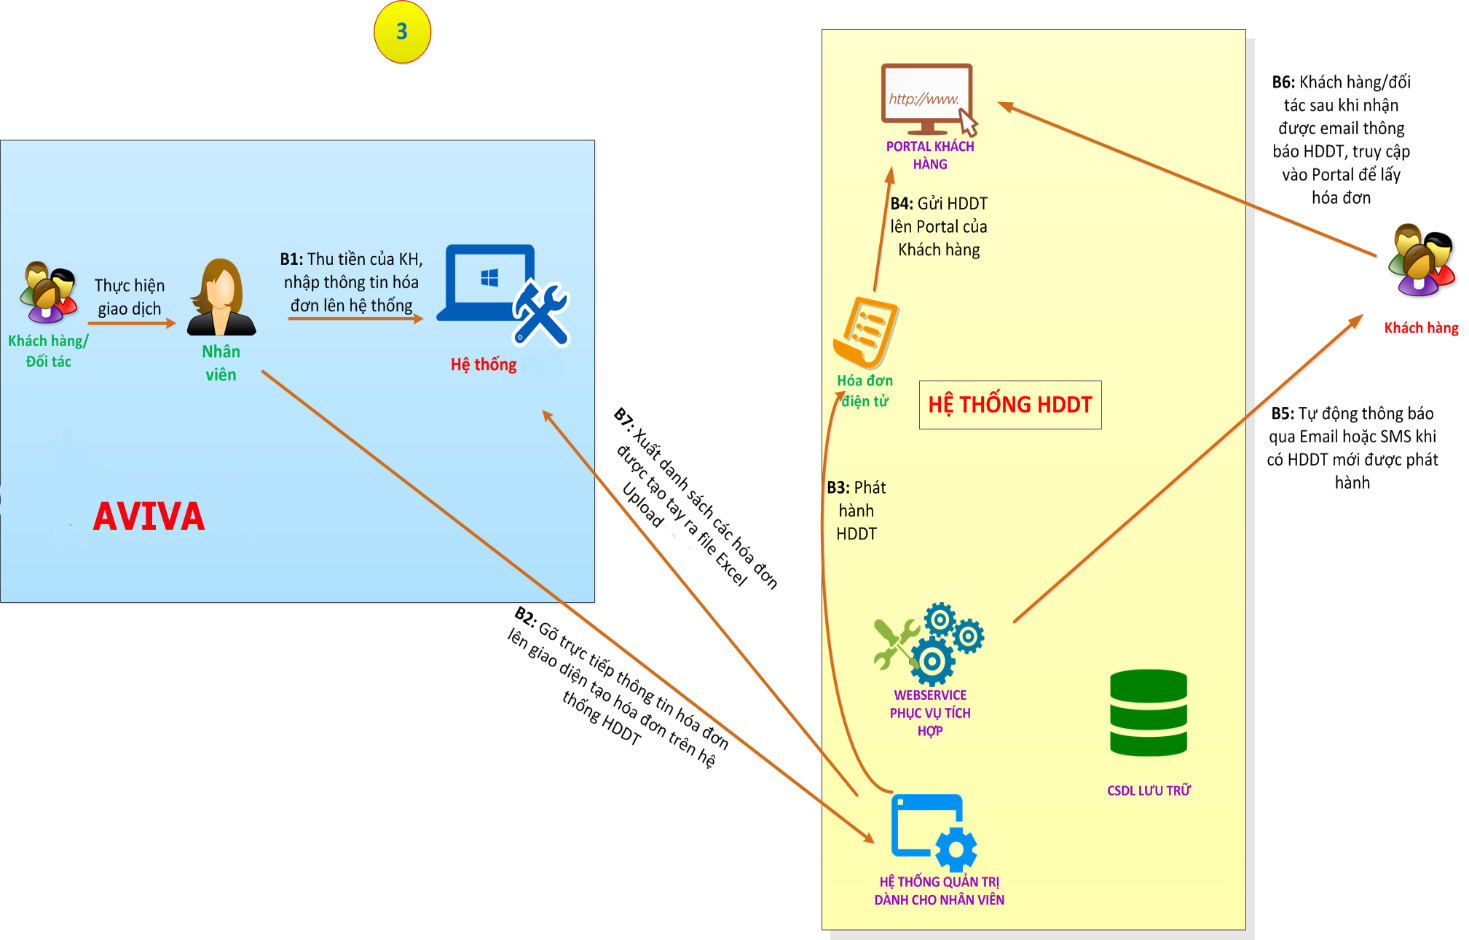 3
Thực hiện
giao dịch
Khách hàng/
Đối tác
Nhân
viên
B1: Thu tiền của KH,
nhập thông tin hóa
đơn lên hệ thống
Hệ thống
AVIVA
B7: Xuất danh sách các hóa đơn
được tạo tay ra file Excel
Upload
B2: Gõ trực tiếp thông tin hóa đơn
lên giao diện tạo hóa đơn trên hệ
thống HDDT
http://www.
PORTAL KHÁCH
HÀNG
B4: Gửi HDDT
lên Portal của
Khách hàng
Hóa đơn
điện tử
HỆ THỐNG HDDT
B3: Phát
hành
HDDT
WEBSERVICE
PHỤC VỤ TÍCH
HỢP
CSDL LƯU TRỮ
HỆ THỐNG QUẢN TRỊ
DÀNH CHO NHÂN VIÊN
B6: Khách hàng/đối
tác sau khi nhận
được email thông
báo HDDT, truy cập
vào Portal để lấy
hóa đơn
Khách hàng
B5: Tự động thông báo
qua Email hoặc SMS khi
có HDDT mới được phát
hành